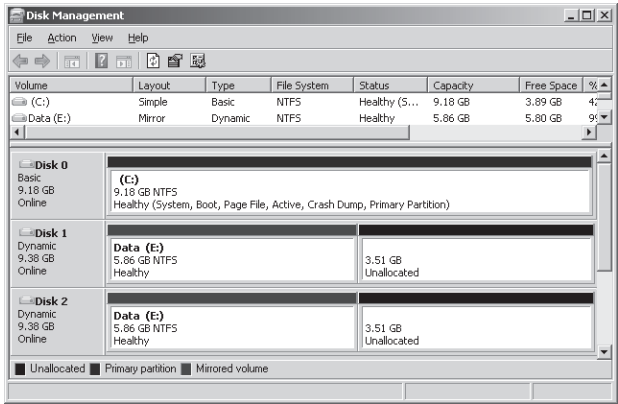 Disk Management
File Action View Help
Volume Layout Type File System Status Capacity Free Space %
(C:) Simple Basic NTFS Healthy (S... 9.18 GB 3.89 GB 42
Data (E:) Mirror Dynamic NTFS Healthy 5.86 GB 5.80 GB 99
Disk 0
Basic
9.18 GB
Online
(C:)
9.18 GB NTFS
Healthy (System, Boot, Page File, Active, Crash Dump, Primary Partition)
Disk 1
Dynamic
9.38 GB
Online
Data (E:)
5.86 GB NTFS
Healthy
3.51 GB
Unallocated
Disk 2
Dynamic
9.38 GB
Online
Data (E:)
5.86 GB NTFS
Healthy
3.51 GB
Unallocated
Unallocated Primary partition Mirrored volume